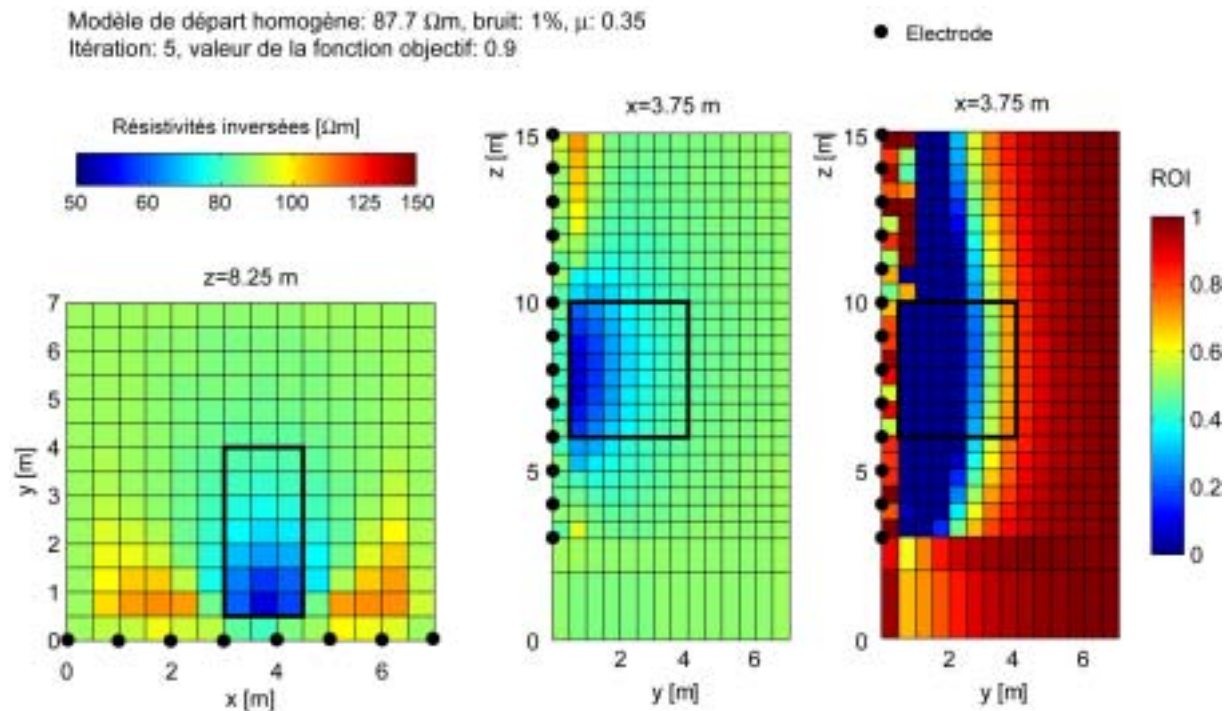 Modèle de départ homogène: 87.7 Ωm, bruit: 1%, μ: 0.35
Itération: 5, valeur de la fonction objectif: 0.9
Electrode
Résistivités inversées [Ωm]
50 60 80 100 125 150
z=8.25 m
7
6
5
4
3
2
1
0
y [m]
0 2 4 6
x [m]
x=3.75 m
15
10
5
0
z [m]
2 4 6
y [m]
x=3.75 m
15
10
5
0
z [m]
2 4 6
y [m]
ROI
1
0.8
0.6
0.4
0.2
0